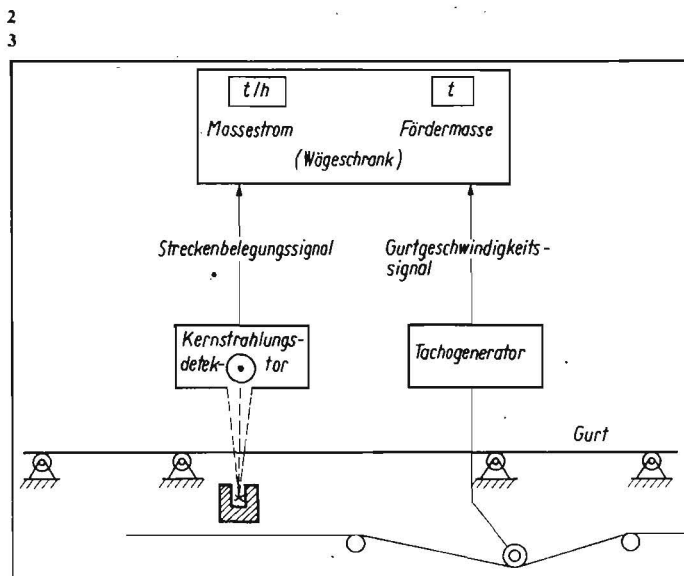 2
3
t/h
t
Massestrom
Fördermasse
(Wägeschrank)
Streckenbelegungssignal
Gurtgeschwindigkeits-
signal
Kernstrahlungs-
detek- tor
Tachogenerator
Gurt